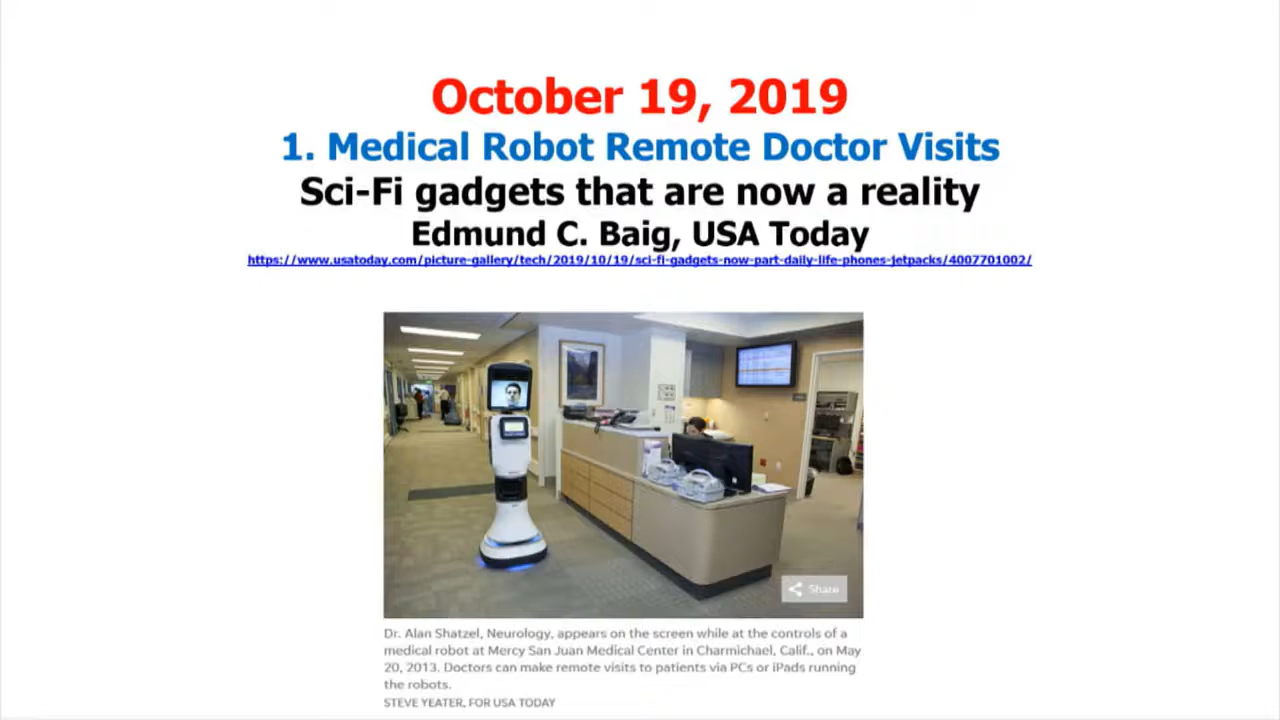 October 19, 2019
1. Medical Robot Remote Doctor Visits
Sci-Fi gadgets that are now a reality
Edmund C. Baig, USA Today
https://www.usatoday.com/picture-gallery/tech/2019/10/19/sci-fi-gadgets-now-part-daily-life-phones-jetpacks/4007701002/
Share
Dr. Alan Shatzel, Neurology, appears on the screen while at the controls of a
medical robot at Mercy San Juan Medical Center in Charmichael, Calif., on May
20, 2013. Doctors can make remote visits to patients via PCs or iPads running
the robots.
STEVE YEATER, FOR USA TODAY